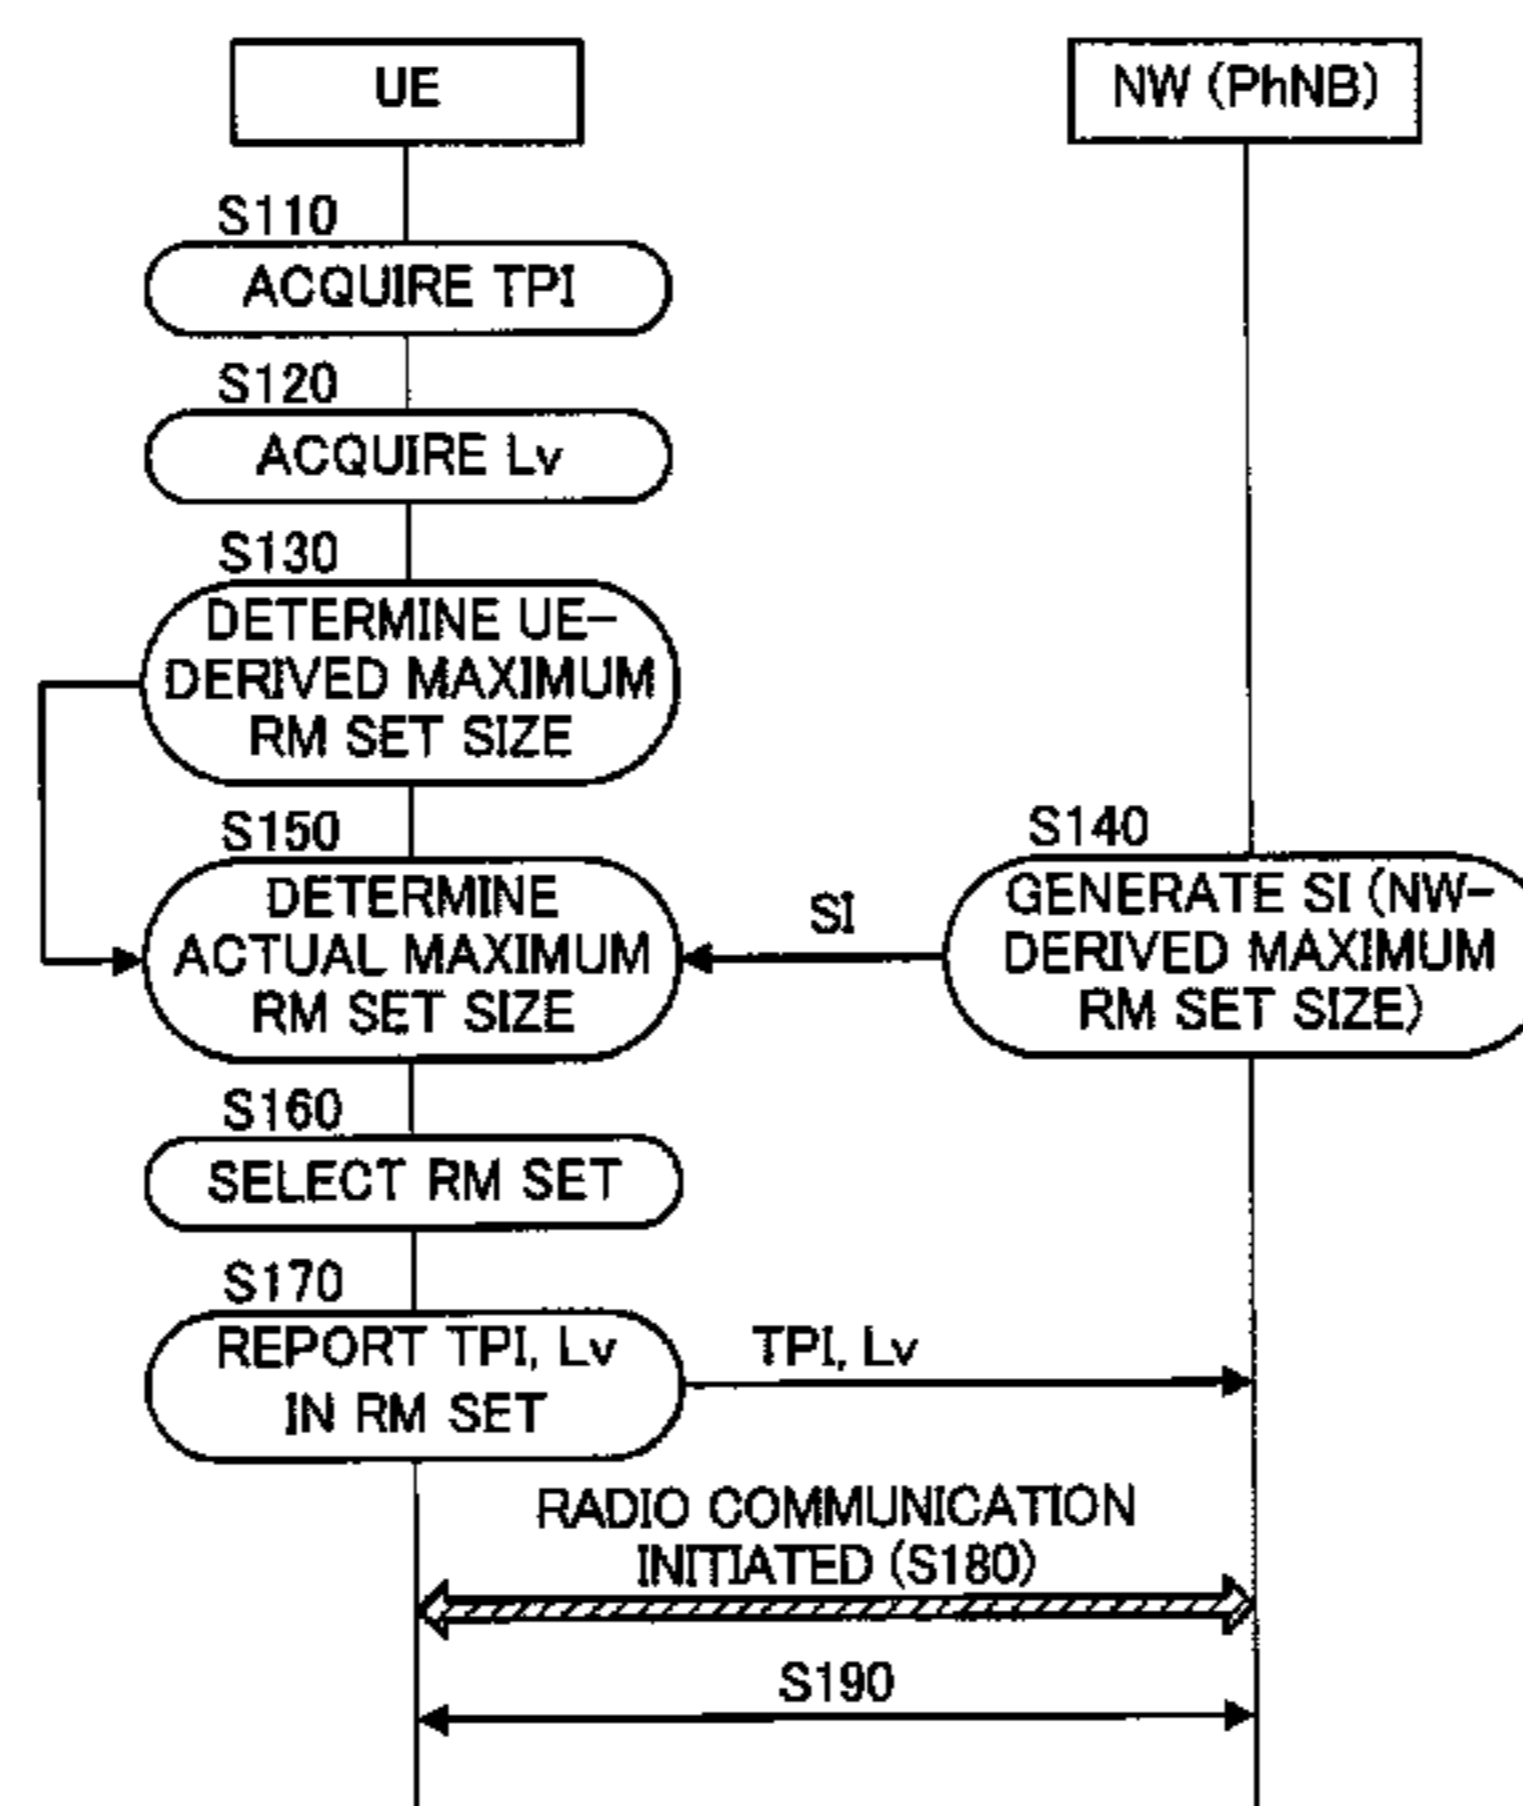 UE
NW (PhNB)
S110
ACQUIRE TPI
S120
ACQUIRE Lv
S130
DETERMINE UE-
DERIVED MAXIMUM
RM SET SIZE
S150
DETERMINE
ACTUAL MAXIMUM
RM SET SIZE
SI
S140
GENERATE SI (NW-
DERIVED MAXIMUM
RM SET SIZE)
S160
SELECT RM SET
S170
REPORT TPI, Lv
IN RM SET
TPI, Lv
RADIO COMMUNICATION
INITIATED (S180)
S190